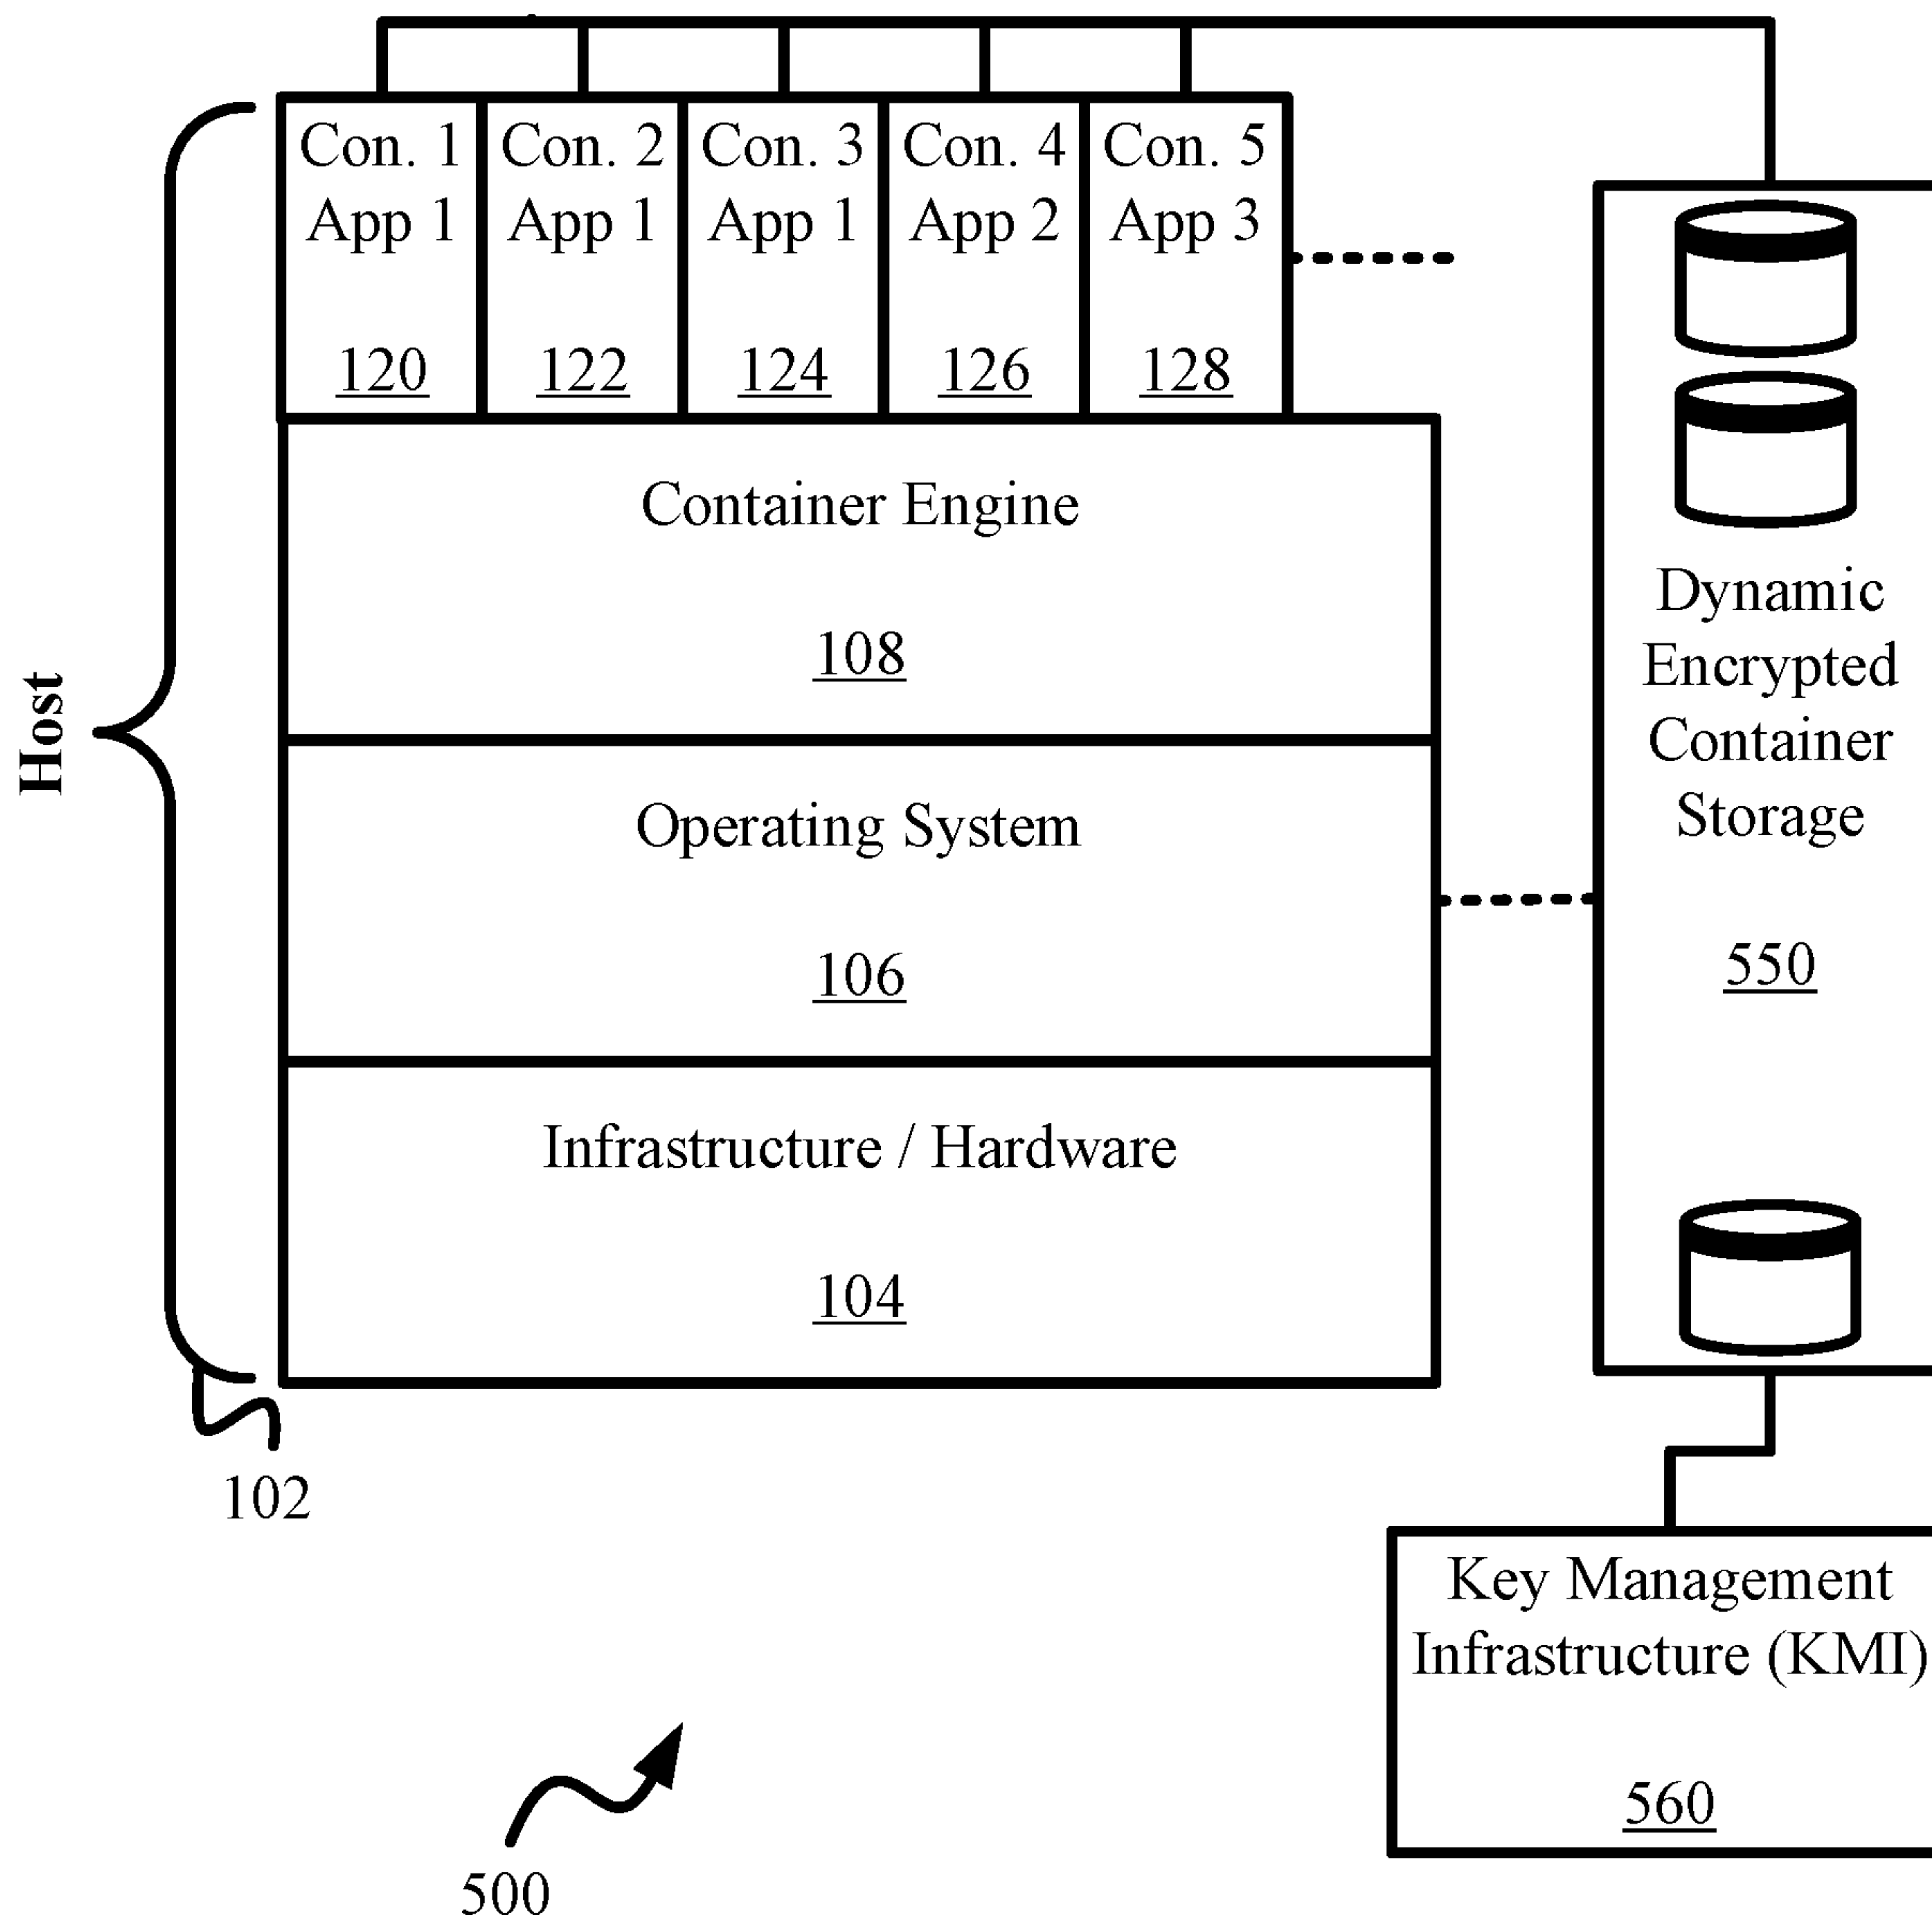 Con. 1
App 1
120
Con. 2
App 1
122
Con. 3
App 1
124
Con. 4
App 2
126
Con. 5
App 3
128
Container Engine
108
Operating System
106
Infrastructure / Hardware
104
Host
102
Dynamic
Encrypted
Container
Storage
550
Key Management
Infrastructure (KMI)
560
500